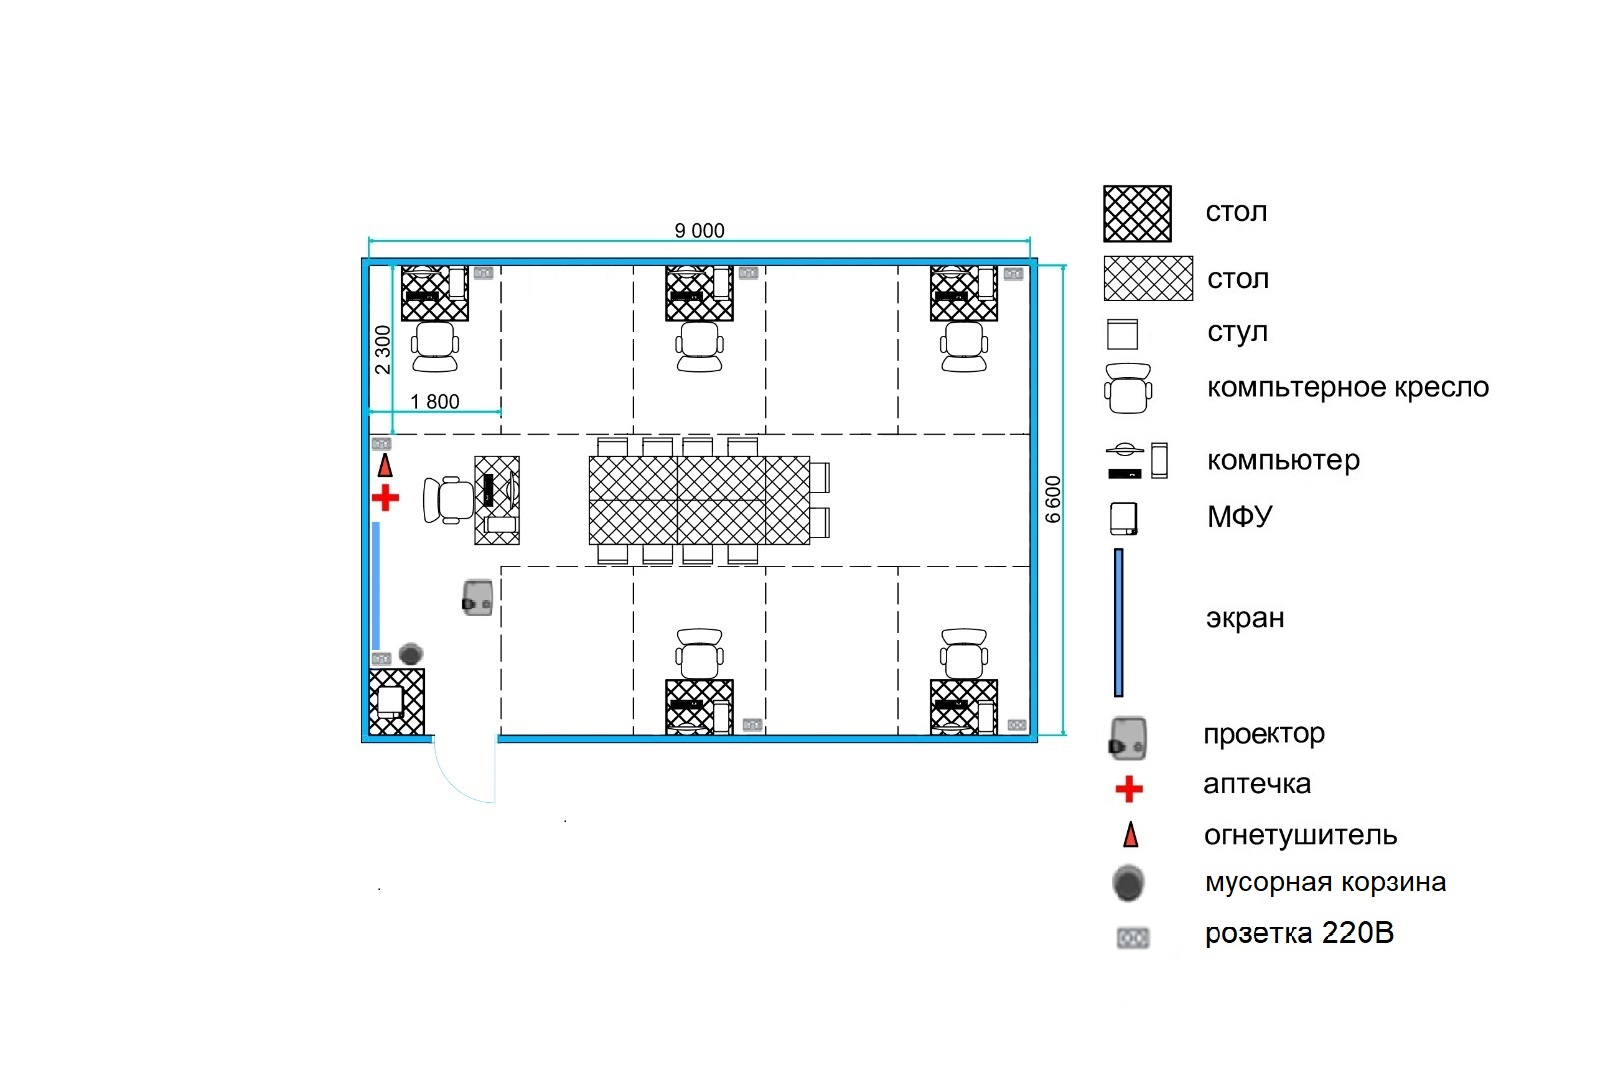 9 000
2 300
1 800
6 600
стол
стол
стул
компьтерное кресло
компьютер
МФУ
экран
проектор
аптечка
огнетушитель
мусорная корзина
розетка 220В